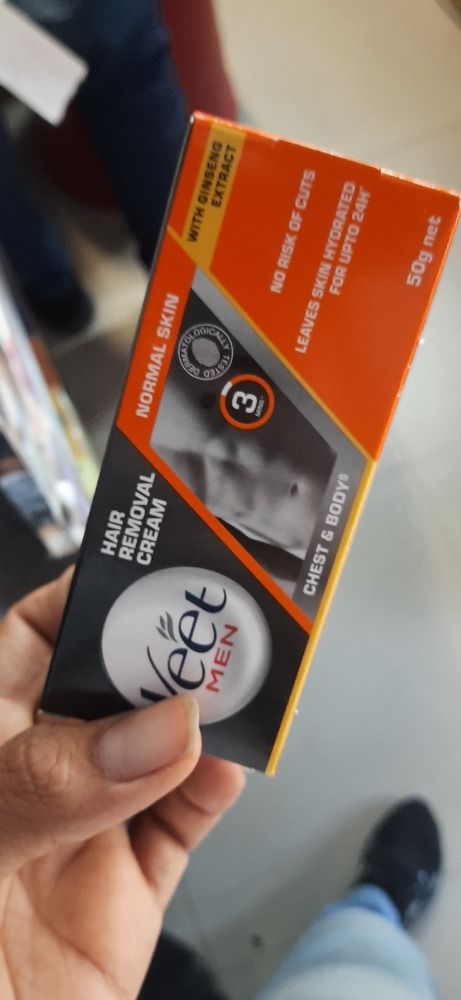 Veet
MEN
HAIR
REMOVAL
CREAM
NORMAL SKIN
WITH GINSENG
EXTRACT
DERMATOLOGICALLY TESTED
3
MINS*
CHEST & BODY§
NO RISK OF CUTS
LEAVES SKIN HYDRATED
FOR UPTO 24H^
50g net